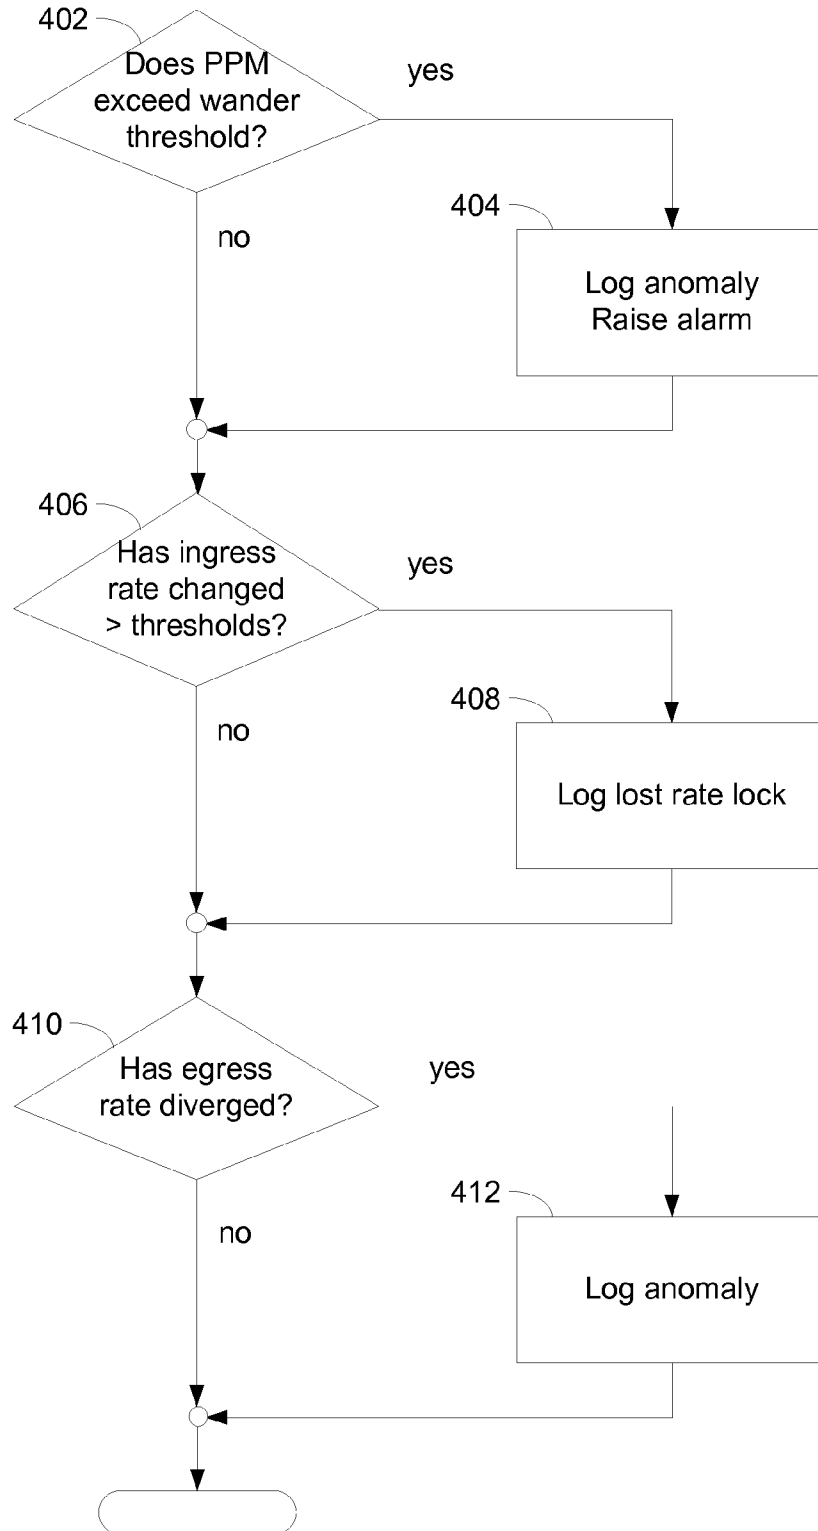 402
Does PPM
exceed wander
threshold?
yes
no
404
Log anomaly
Raise alarm
406
Has ingress
rate changed
> thresholds?
yes
no
408
Log lost rate lock
410
Has egress
rate diverged?
yes
no
412
Log anomaly